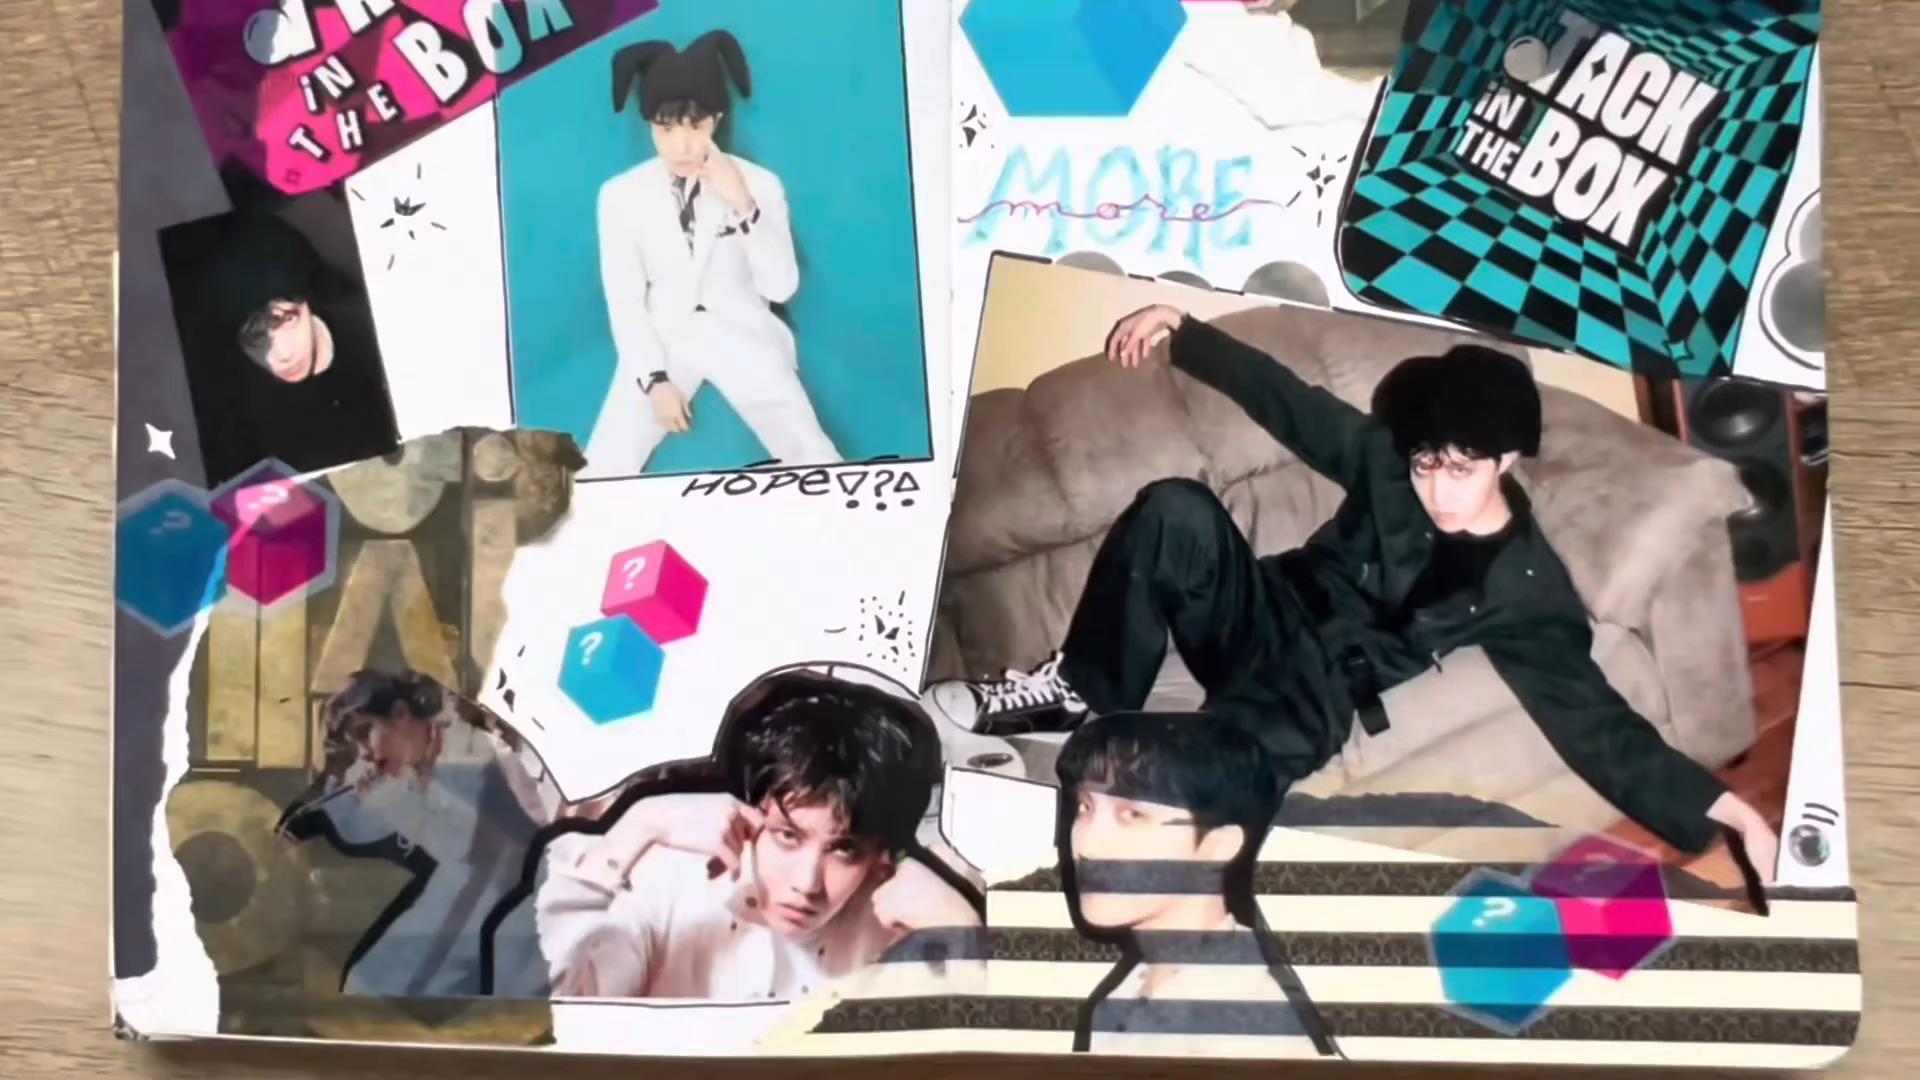 IN
THE BOX
HOPE
?
?
?
?
MORE
more
JACK
IN
THE BOX
?
?